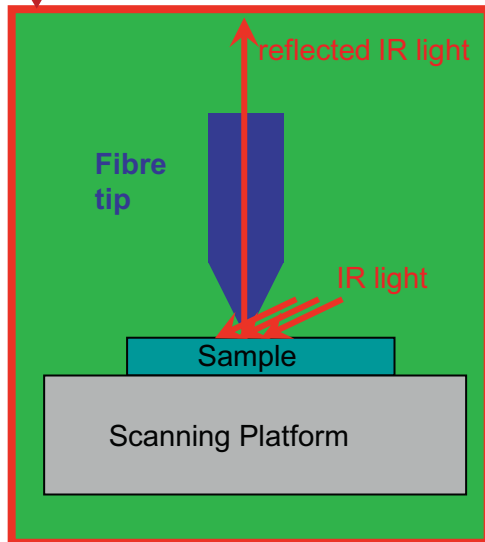 reflected IR light
Fibre
tip
IR light
Sample
Scanning Platform